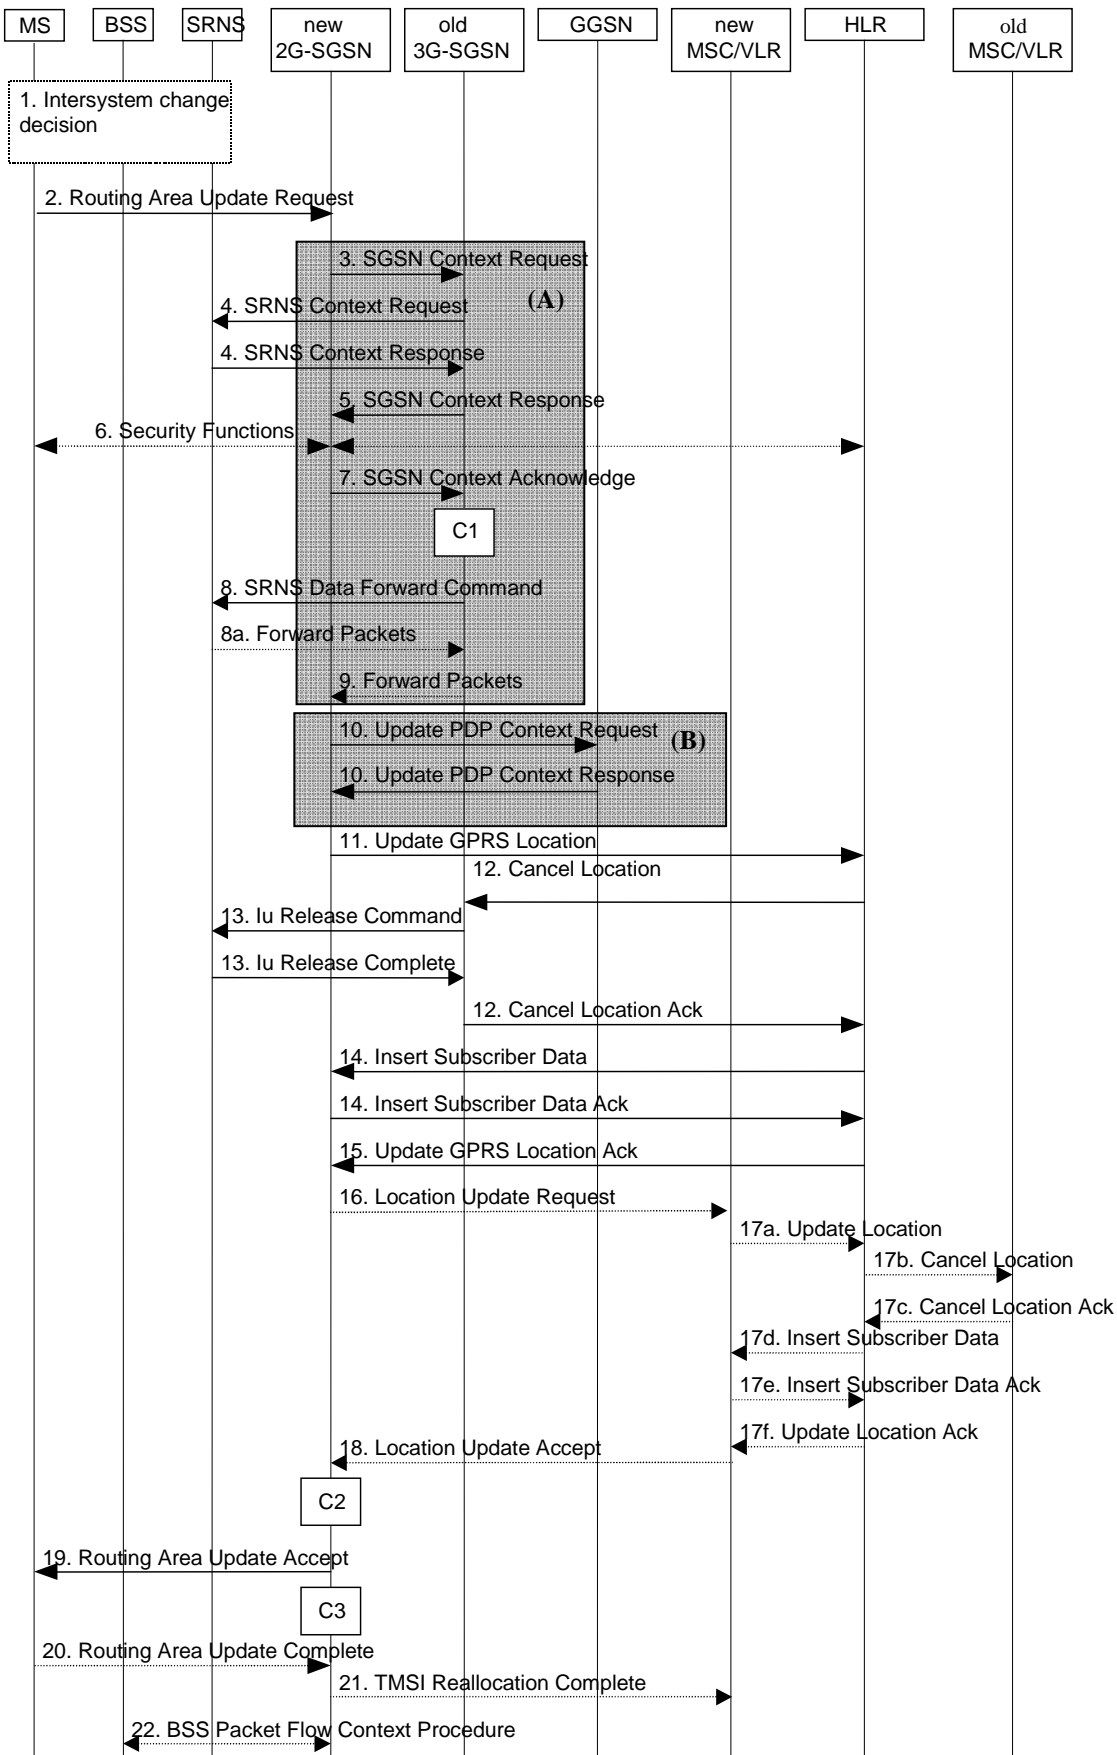 MS
BSS
SRNS
new
2G-SGSN
old
3G-SGSN
GGSN
new
MSC/VLR
HLR
old
MSC/VLR
1. Intersystem change
decision
2. Routing Area Update Request
3. SGSN Context Request
(A)
4. SRNS Context Request
4. SRNS Context Response
5. SGSN Context Response
6. Security Functions
7. SGSN Context Acknowledge
C1
8. SRNS Data Forward Command
8a. Forward Packets
9. Forward Packets
10. Update PDP Context Request
(B)
10. Update PDP Context Response
11. Update GPRS Location
12. Cancel Location
13. Iu Release Command
13. Iu Release Complete
12. Cancel Location Ack
14. Insert Subscriber Data
14. Insert Subscriber Data Ack
15. Update GPRS Location Ack
16. Location Update Request
17a. Update Location
17b. Cancel Location
17c. Cancel Location Ack
17d. Insert Subscriber Data
17e. Insert Subscriber Data Ack
17f. Update Location Ack
18. Location Update Accept
C2
19. Routing Area Update Accept
C3
20. Routing Area Update Complete
21. TMSI Reallocation Complete
22. BSS Packet Flow Context Procedure